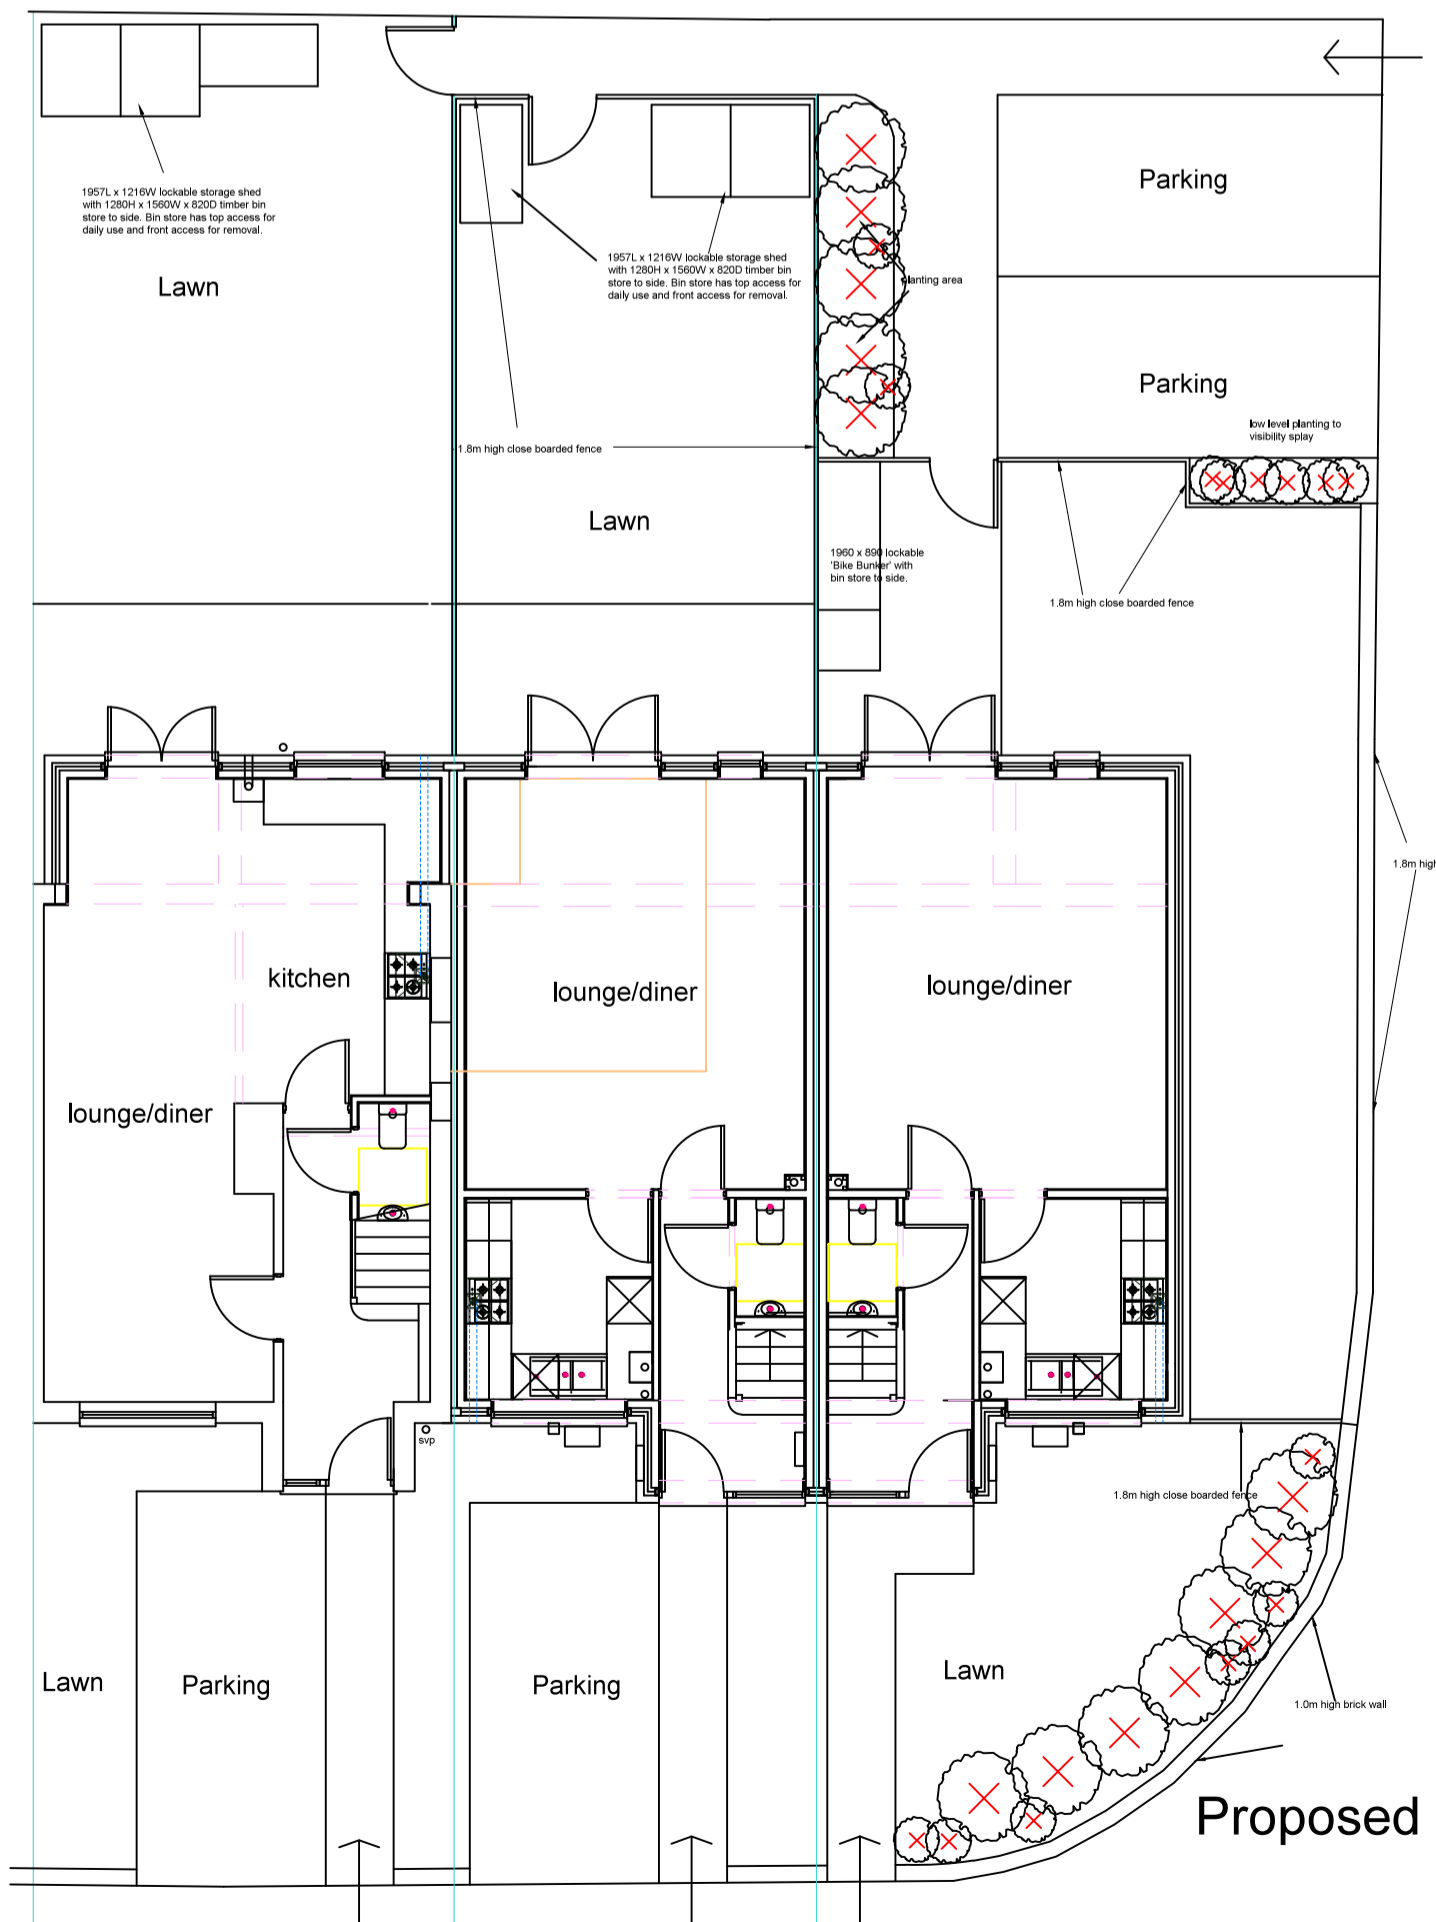 Parking
1957L x 1216W lockable storage shed
with 1280H x 1560W x 820D timber bin
store to side. Bin store has top access for
daily use and front access for removal.
1957L x 1216W lockable storage shed
with 1280H x 1560W x 820D timber bin
store to side. Bin store has top access for
daily use and front access for removal.
Lawn
planting area
Parking
low level planting to
visibility splay
1.8m high close boarded fence
Lawn
1960 x 890 lockable
'Bike Bunker' with
bin store to side.
1.8m high close boarded fence
1.8m high
kitchen
lounge/diner
lounge/diner
lounge/diner
svp
1.8m high close boarded fence
Lawn
Parking
Parking
Lawn
1.0m high brick wall
Proposed